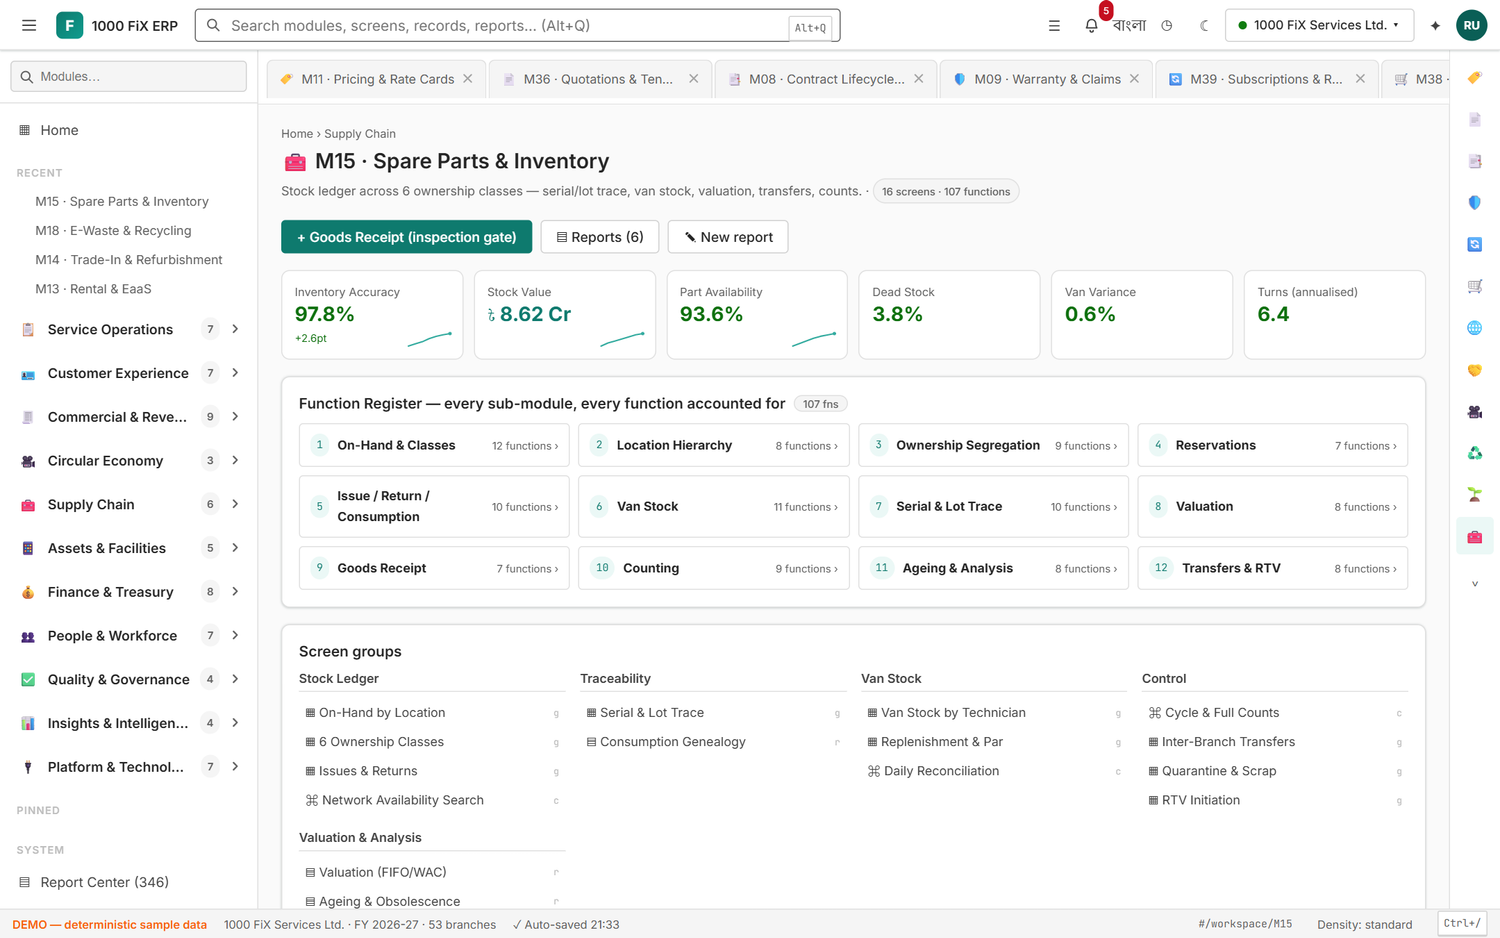 F 1000 FiX ERP
Search modules, screens, records, reports... (Alt+Q)
Alt+Q
5
বাংলা
1000 FiX Services Ltd.
RU
Modules...
M11 · Pricing & Rate Cards
M36 · Quotations & Ten...
M08 · Contract Lifecycle...
M09 · Warranty & Claims
M39 · Subscriptions & R...
M38 ·
Home
RECENT
M15 · Spare Parts & Inventory
M18 · E-Waste & Recycling
M14 · Trade-In & Refurbishment
M13 · Rental & EaaS
Service Operations 7
Customer Experience 7
Commercial & Reve... 9
Circular Economy 3
Supply Chain 6
Assets & Facilities 5
Finance & Treasury 8
People & Workforce 7
Quality & Governance 4
Insights & Intelligen... 4
Platform & Technol... 7
PINNED
SYSTEM
Report Center (346)
Home › Supply Chain
M15 · Spare Parts & Inventory
Stock ledger across 6 ownership classes — serial/lot trace, van stock, valuation, transfers, counts. · 16 screens · 107 functions
+ Goods Receipt (inspection gate)
Reports (6)
New report
Inventory Accuracy
97.8%
+2.6pt
Stock Value
৳ 8.62 Cr
Part Availability
93.6%
Dead Stock
3.8%
Van Variance
0.6%
Turns (annualised)
6.4
Function Register — every sub-module, every function accounted for 107 fns
1 On-Hand & Classes 12 functions ›
2 Location Hierarchy 8 functions ›
3 Ownership Segregation 9 functions ›
4 Reservations 7 functions ›
5 Issue / Return /
Consumption 10 functions ›
6 Van Stock 11 functions ›
7 Serial & Lot Trace 10 functions ›
8 Valuation 8 functions ›
9 Goods Receipt 7 functions ›
10 Counting 9 functions ›
11 Ageing & Analysis 8 functions ›
12 Transfers & RTV 8 functions ›
Screen groups
Stock Ledger
On-Hand by Location g
6 Ownership Classes g
Issues & Returns g
Network Availability Search c
Traceability
Serial & Lot Trace g
Consumption Genealogy r
Van Stock
Van Stock by Technician g
Replenishment & Par g
Daily Reconciliation c
Control
Cycle & Full Counts c
Inter-Branch Transfers g
Quarantine & Scrap g
RTV Initiation g
Valuation & Analysis
Valuation (FIFO/WAC) r
Ageing & Obsolescence r
DEMO — deterministic sample data
1000 FiX Services Ltd. · FY 2026-27 · 53 branches
✓ Auto-saved 21:33
#/workspace/M15
Density: standard
Ctrl+/